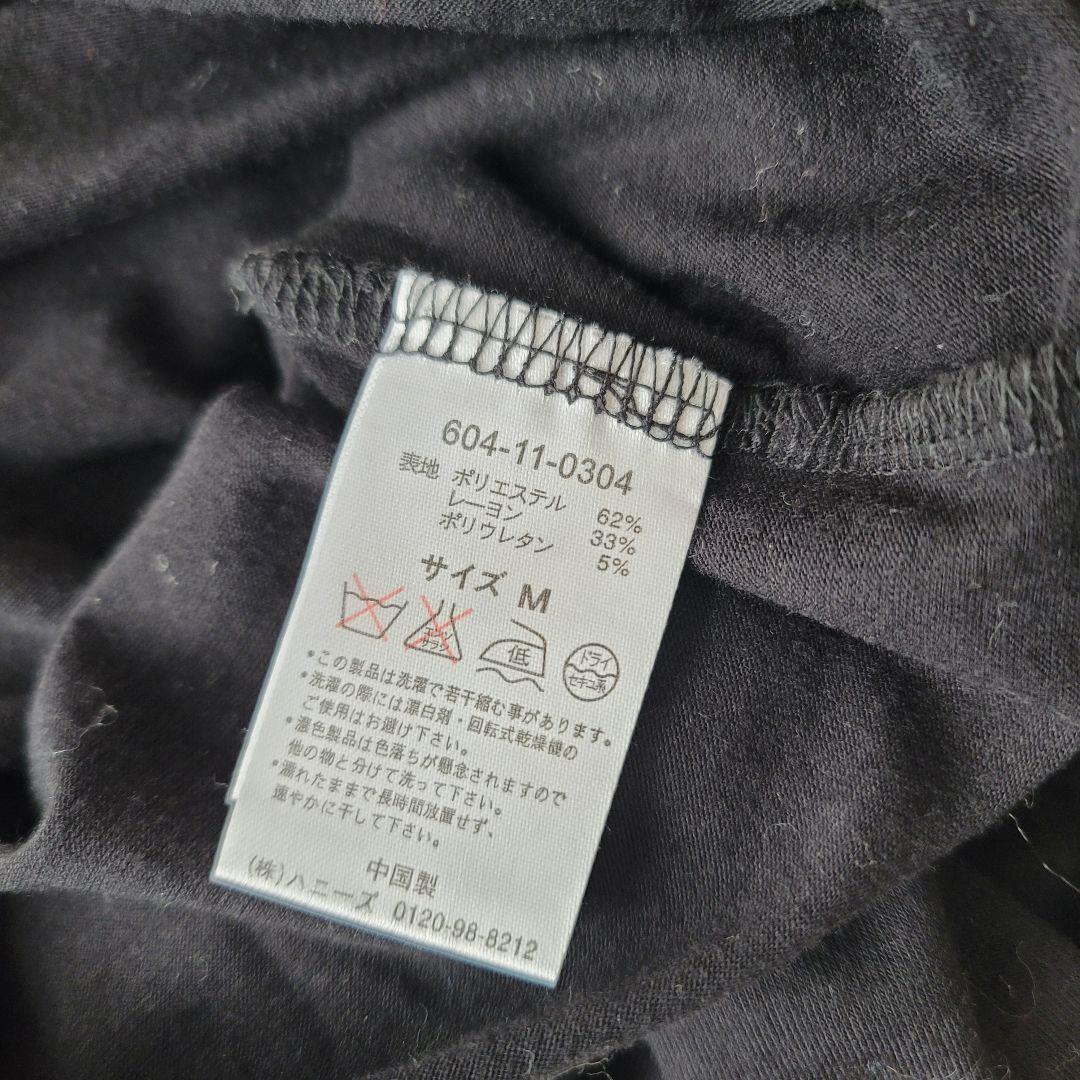 604-11-0304
表地 ポリエステル 62%
レーヨン 33%
ポリウレタン 5%
サイズ M
エンソ
サラシ
低
ドライ
セキユ系
*この製品は洗濯で若干縮む事があります。
*洗濯の際には漂白剤・回転式乾燥機の
ご使用はお避け下さい。
*濃色製品は色落ちが懸念されますので
他の物と分けて洗って下さい。
*濡れたままで長時間放置せず、
速やかに干して下さい。
中国製
(株)ハニーズ 0120-98-8212